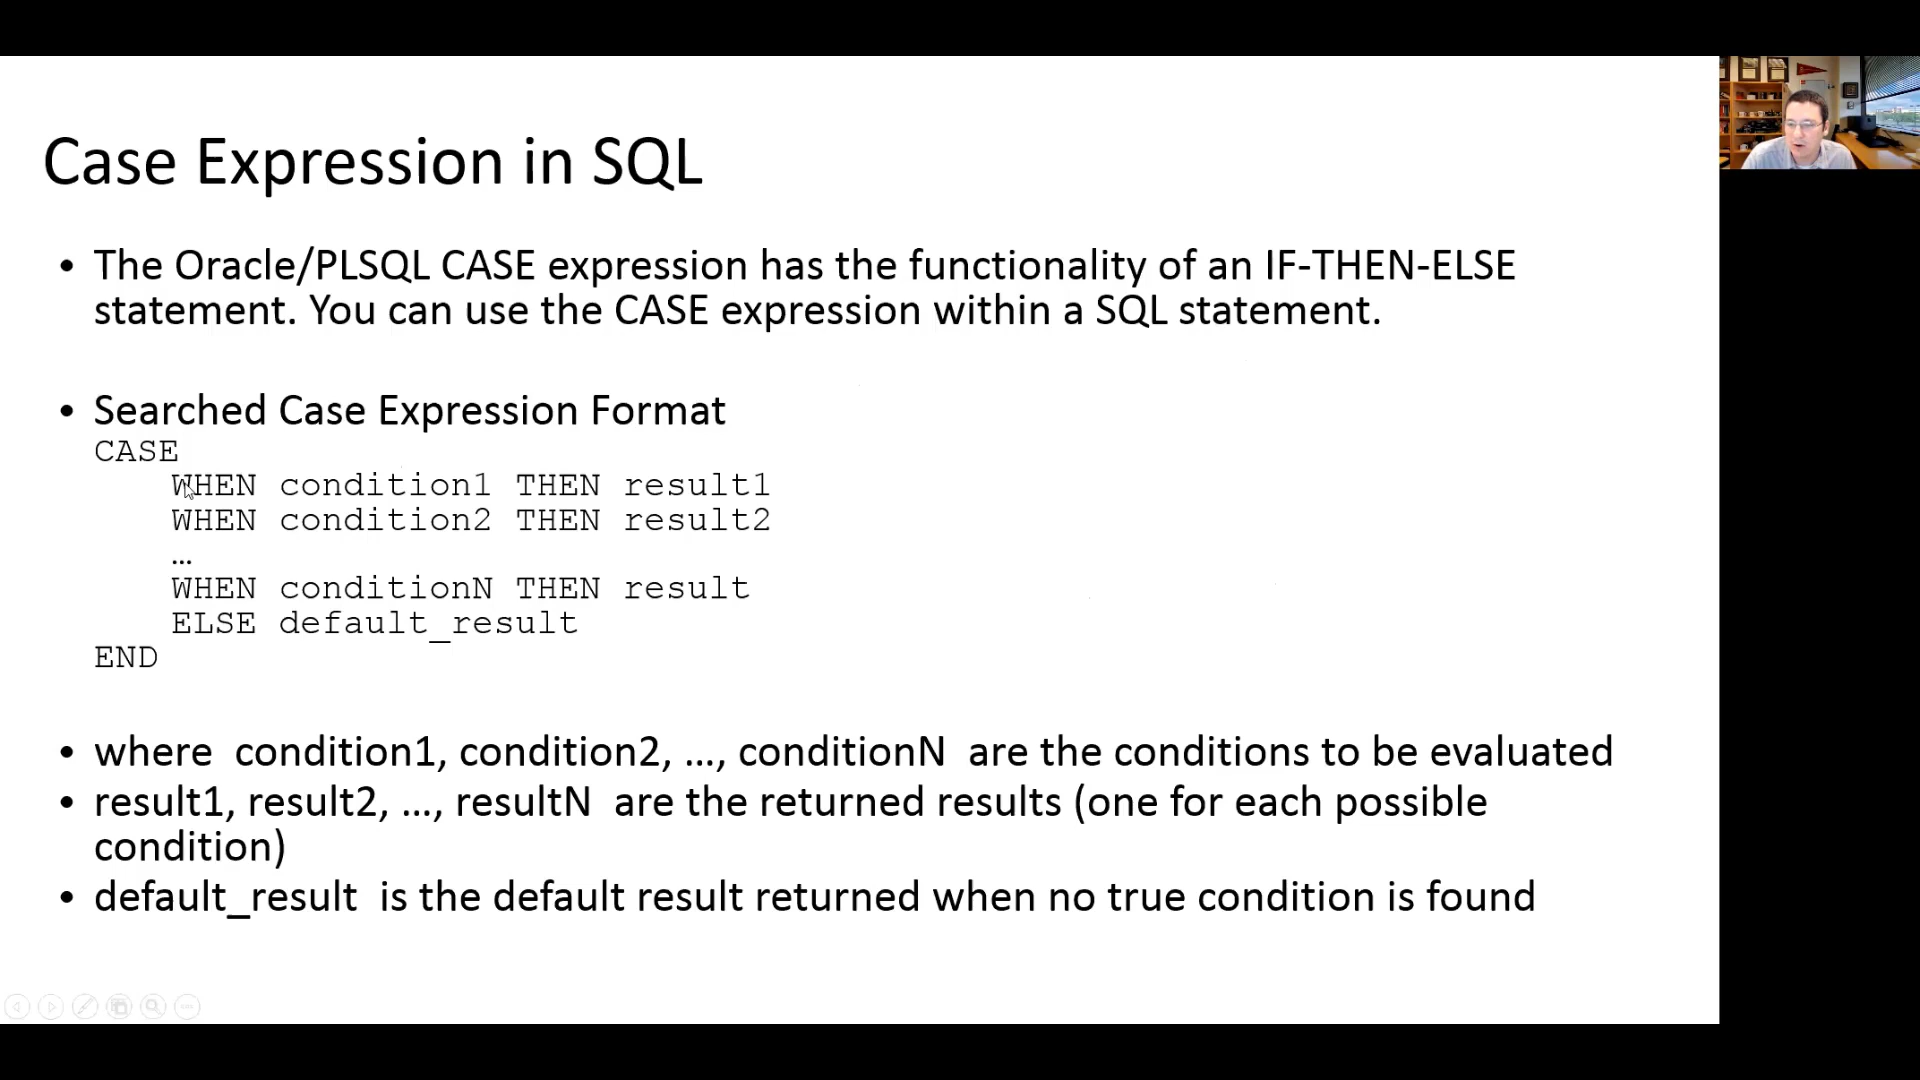 Case Expression in SQL
• The Oracle/PLSQL CASE expression has the functionality of an IF-THEN-ELSE
statement. You can use the CASE expression within a SQL statement.
• Searched Case Expression Format
CASE
WHEN condition1 THEN result1
WHEN condition2 THEN result2
…
WHEN conditionN THEN result
ELSE default_result
END
• where condition1, condition2, …, conditionN are the conditions to be evaluated
• result1, result2, …, resultN are the returned results (one for each possible
condition)
• default_result is the default result returned when no true condition is found